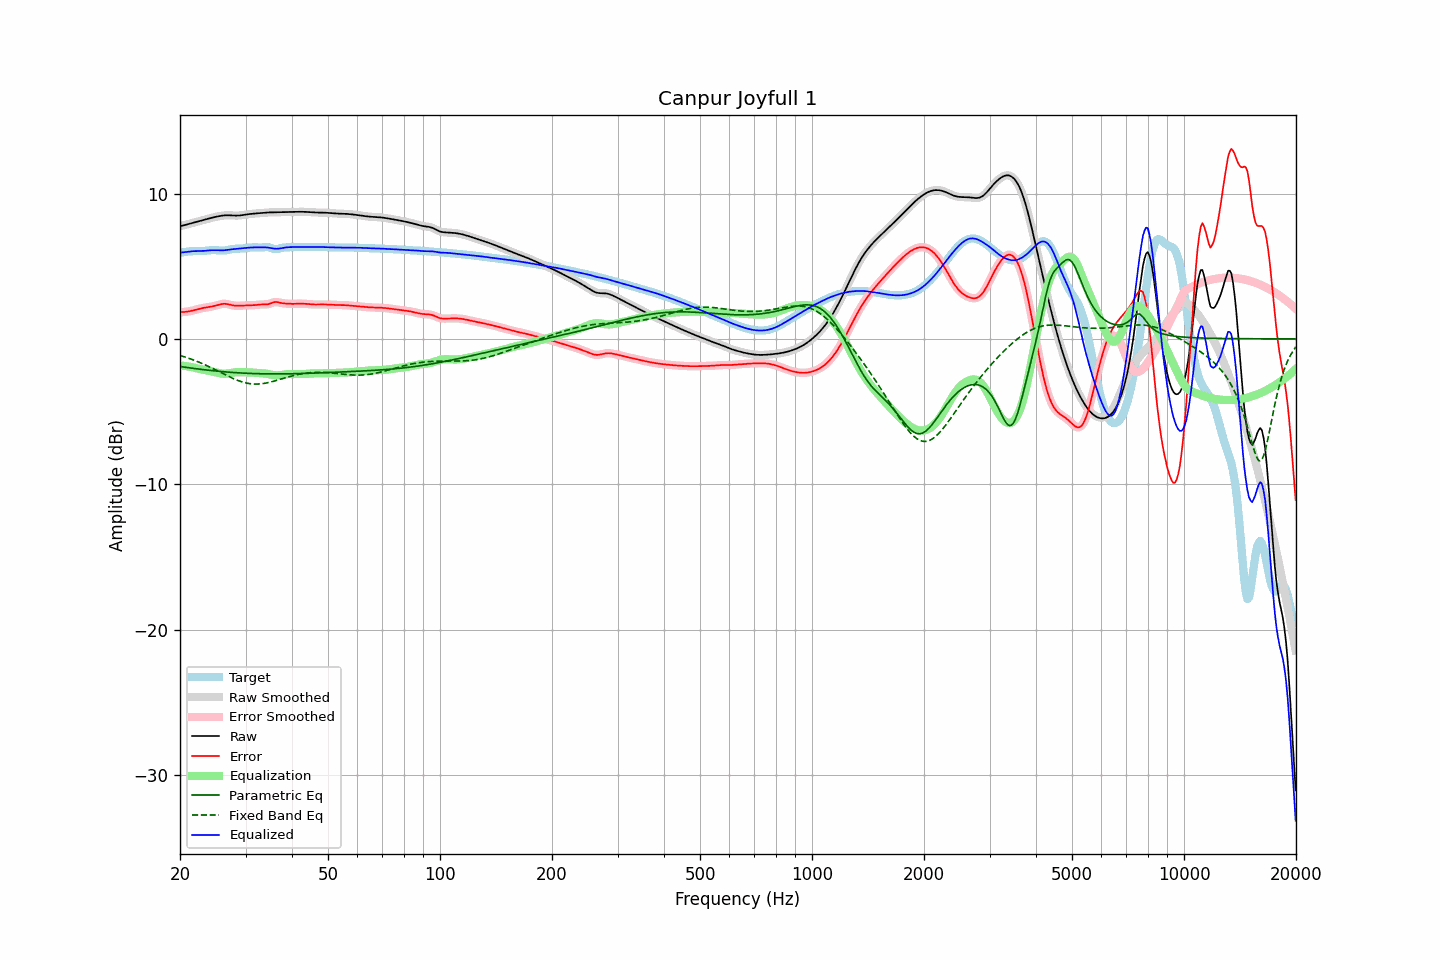 Canpur Joyfull 1
Amplitude (dBr)
10
0
−10
−20
−30
Target
Raw Smoothed
Error Smoothed
Raw
Error
Equalization
Parametric Eq
Fixed Band Eq
Equalized
20 50 100 200 500 1000 2000 5000 10000 20000
Frequency (Hz)